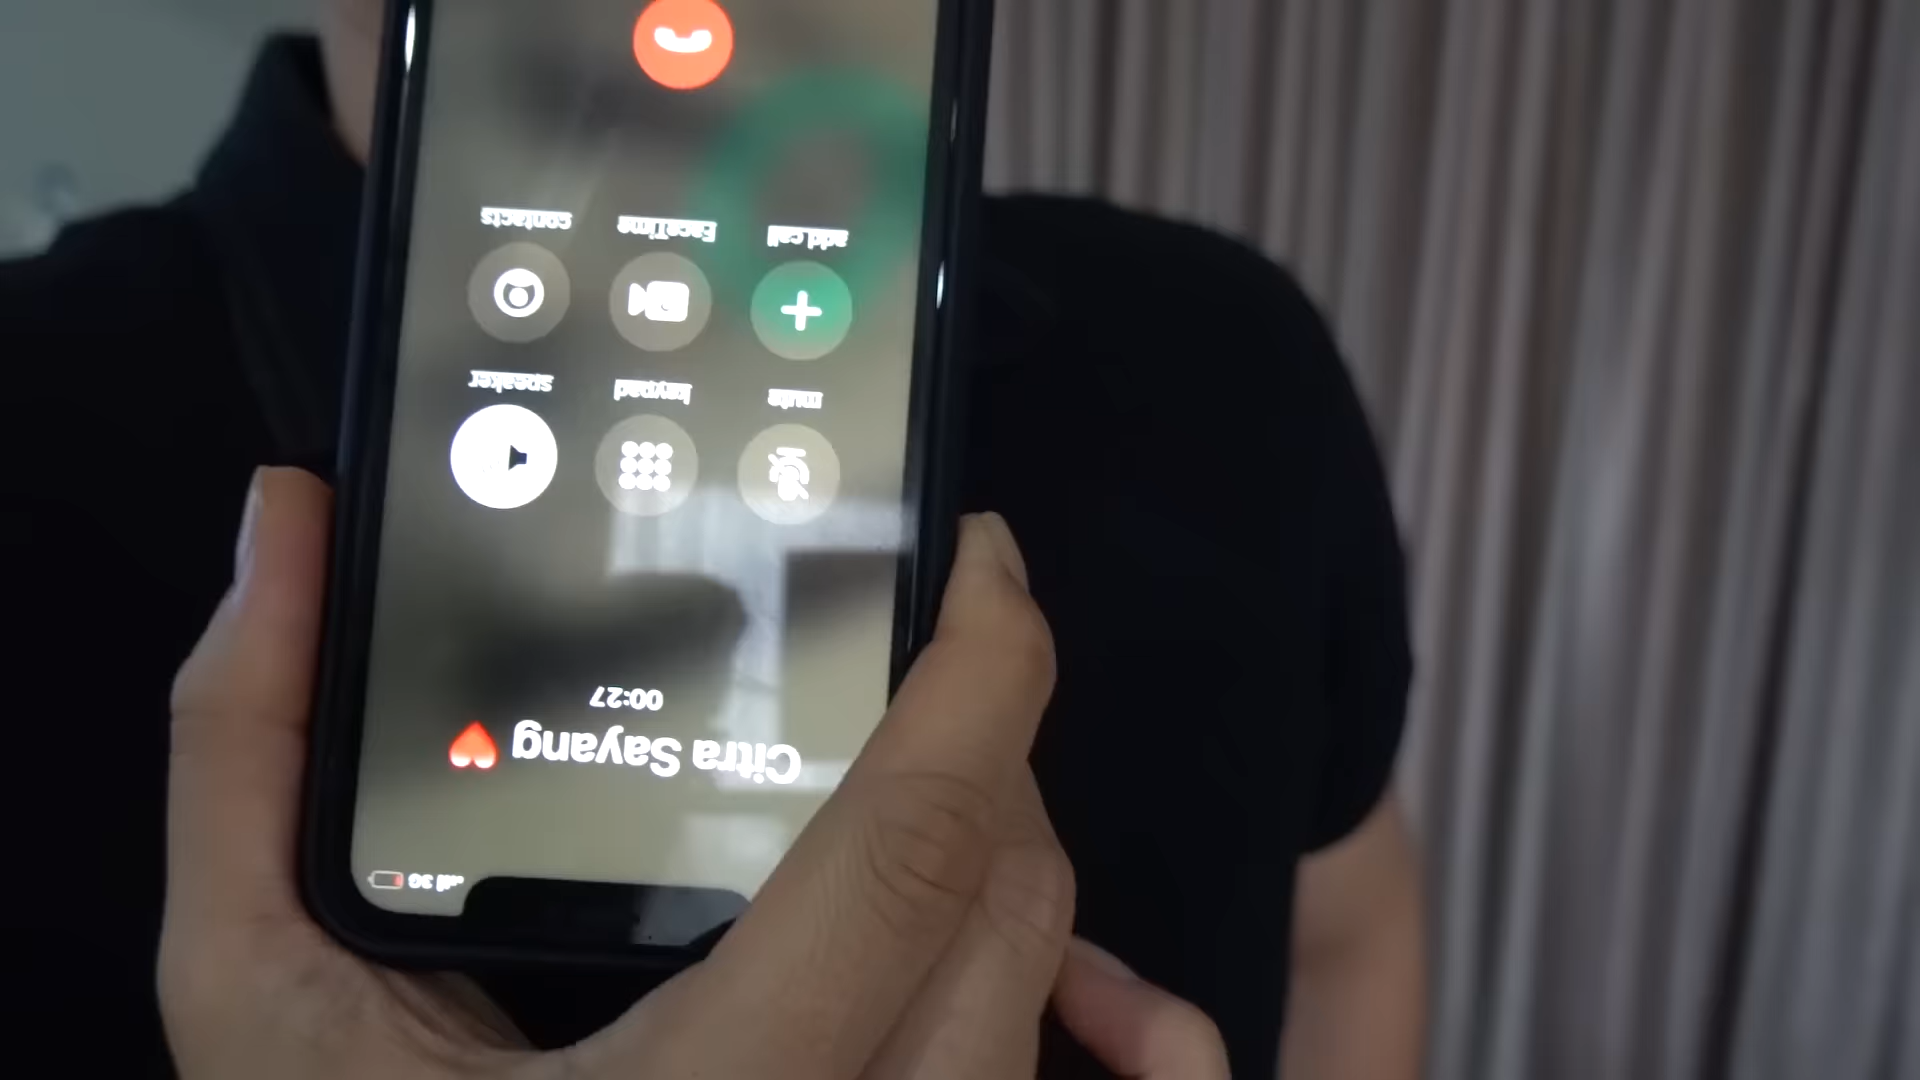 3G
Citra Sayang ❤️
00:27
mute keypad speaker
add call FaceTime contacts